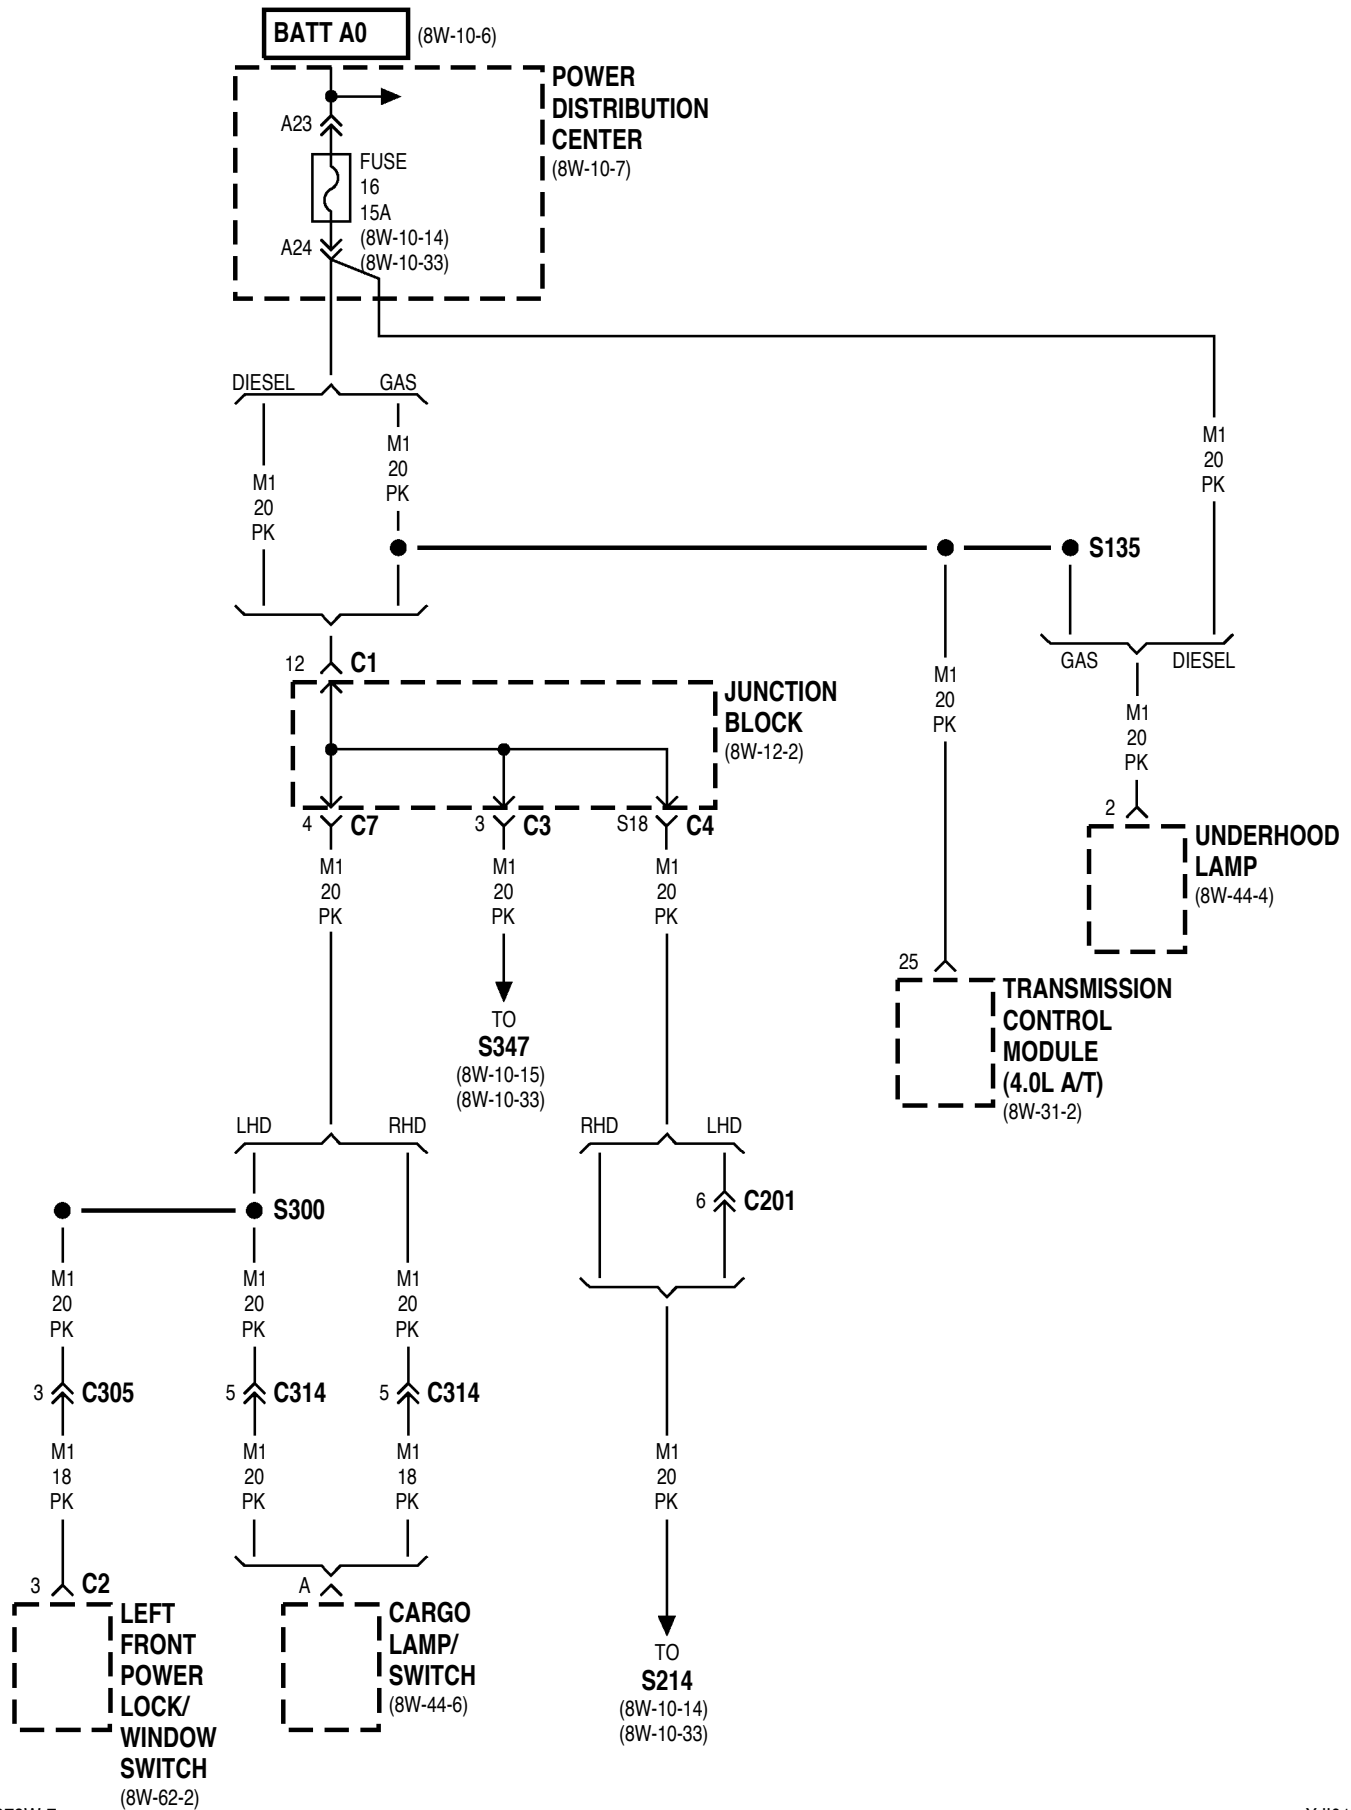 BATT A0 (8W-10-6)
POWER
DISTRIBUTION
CENTER
(8W-10-7)
A23
FUSE
16
15A
(8W-10-14)
(8W-10-33)
A24
DIESEL GAS
M1
20
PK
M1
20
PK
M1
20
PK
S135
GAS DIESEL
12 C1
JUNCTION
BLOCK
(8W-12-2)
M1
20
PK
M1
20
PK
4 C7
3 C3
S18 C4
2
UNDERHOOD
LAMP
(8W-44-4)
M1
20
PK
M1
20
PK
M1
20
PK
25
TRANSMISSION
CONTROL
MODULE
(4.0L A/T)
(8W-31-2)
TO
S347
(8W-10-15)
(8W-10-33)
LHD RHD
RHD LHD
S300
6 C201
M1
20
PK
M1
20
PK
M1
20
PK
3 C305
5 C314
5 C314
M1
18
PK
M1
20
PK
M1
18
PK
M1
20
PK
3 C2
LEFT
FRONT
POWER
LOCK/
WINDOW
SWITCH
(8W-62-2)
A
CARGO
LAMP/
SWITCH
(8W-44-6)
TO
S214
(8W-10-14)
(8W-10-33)